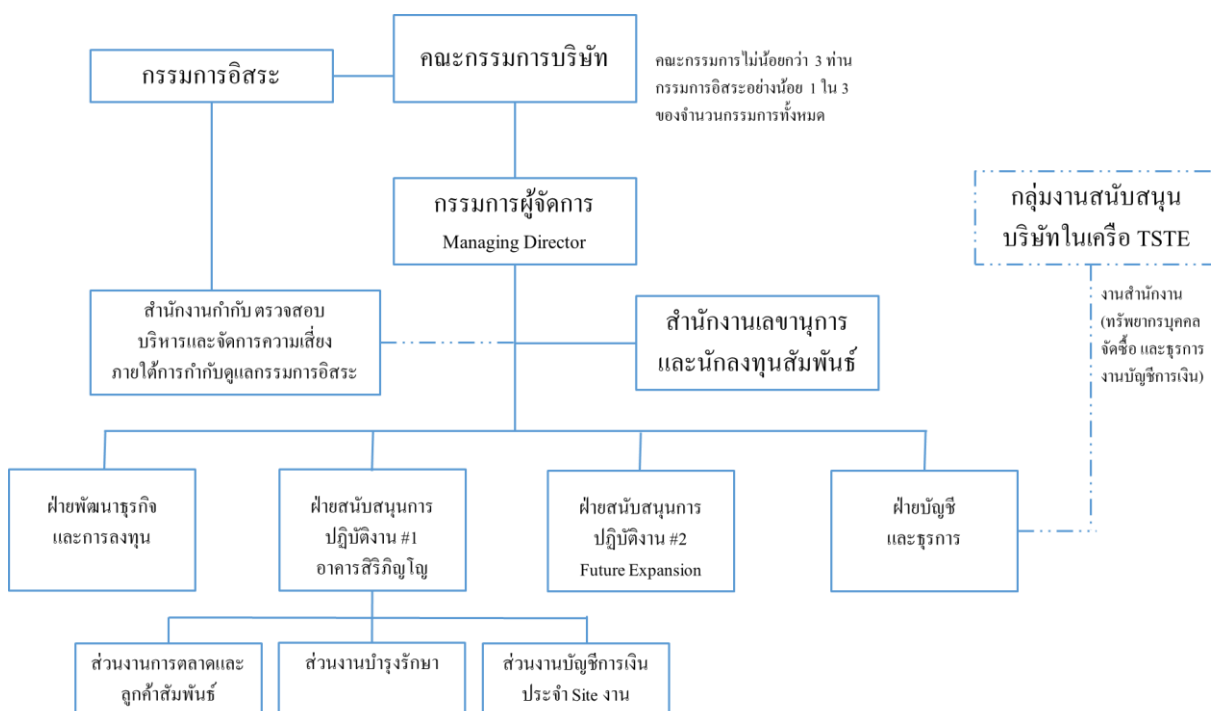 คณะกรรมการบริษัท
กรรมการอิสระ
คณะกรรมการไม่น้อยกว่า 3 ท่าน
กรรมการอิสระอย่างน้อย 1 ใน 3
ของจำนวนกรรมการทั้งหมด
กรรมการผู้จัดการ
Managing Director
กลุ่มงานสนับสนุน
บริษัทในเครือ TSTE
สำนักงานกำกับ ตรวจสอบ
บริหารและจัดการความเสี่ยง
ภายใต้การกำกับดูแลกรรมการอิสระ
สำนักงานเลขานุการ
และนักลงทุนสัมพันธ์
งานสำนักงาน
(ทรัพยากรบุคคล
จัดซื้อ และธุรการ
งานบัญชีการเงิน)
ฝ่ายพัฒนาธุรกิจ
และการลงทุน
ฝ่ายสนับสนุนการ
ปฏิบัติงาน #1
อาคารสิริภิญโญ
ฝ่ายสนับสนุนการ
ปฏิบัติงาน #2
Future Expansion
ฝ่ายบัญชี
และธุรการ
ส่วนงานการตลาดและ
ลูกค้าสัมพันธ์
ส่วนงานบำรุงรักษา
ส่วนงานบัญชีการเงิน
ประจำ Site งาน